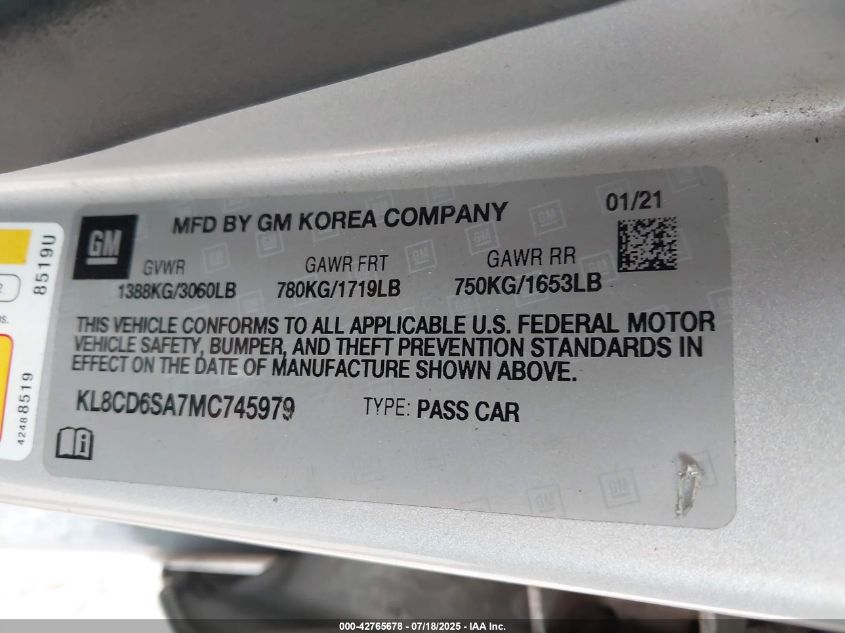 GM
MFD BY GM KOREA COMPANY
01/21
GVWR GAWR FRT GAWR RR
1388KG/3060LB 780KG/1719LB 750KG/1653LB
THIS VEHICLE CONFORMS TO ALL APPLICABLE U.S. FEDERAL MOTOR
VEHICLE SAFETY, BUMPER, AND THEFT PREVENTION STANDARDS IN
EFFECT ON THE DATE OF MANUFACTURE SHOWN ABOVE.
KL8CD6SA7MC745979 TYPE: PASS CAR
8519U
42488519
000-42765678 / 07/18/2025 - IAA Inc.